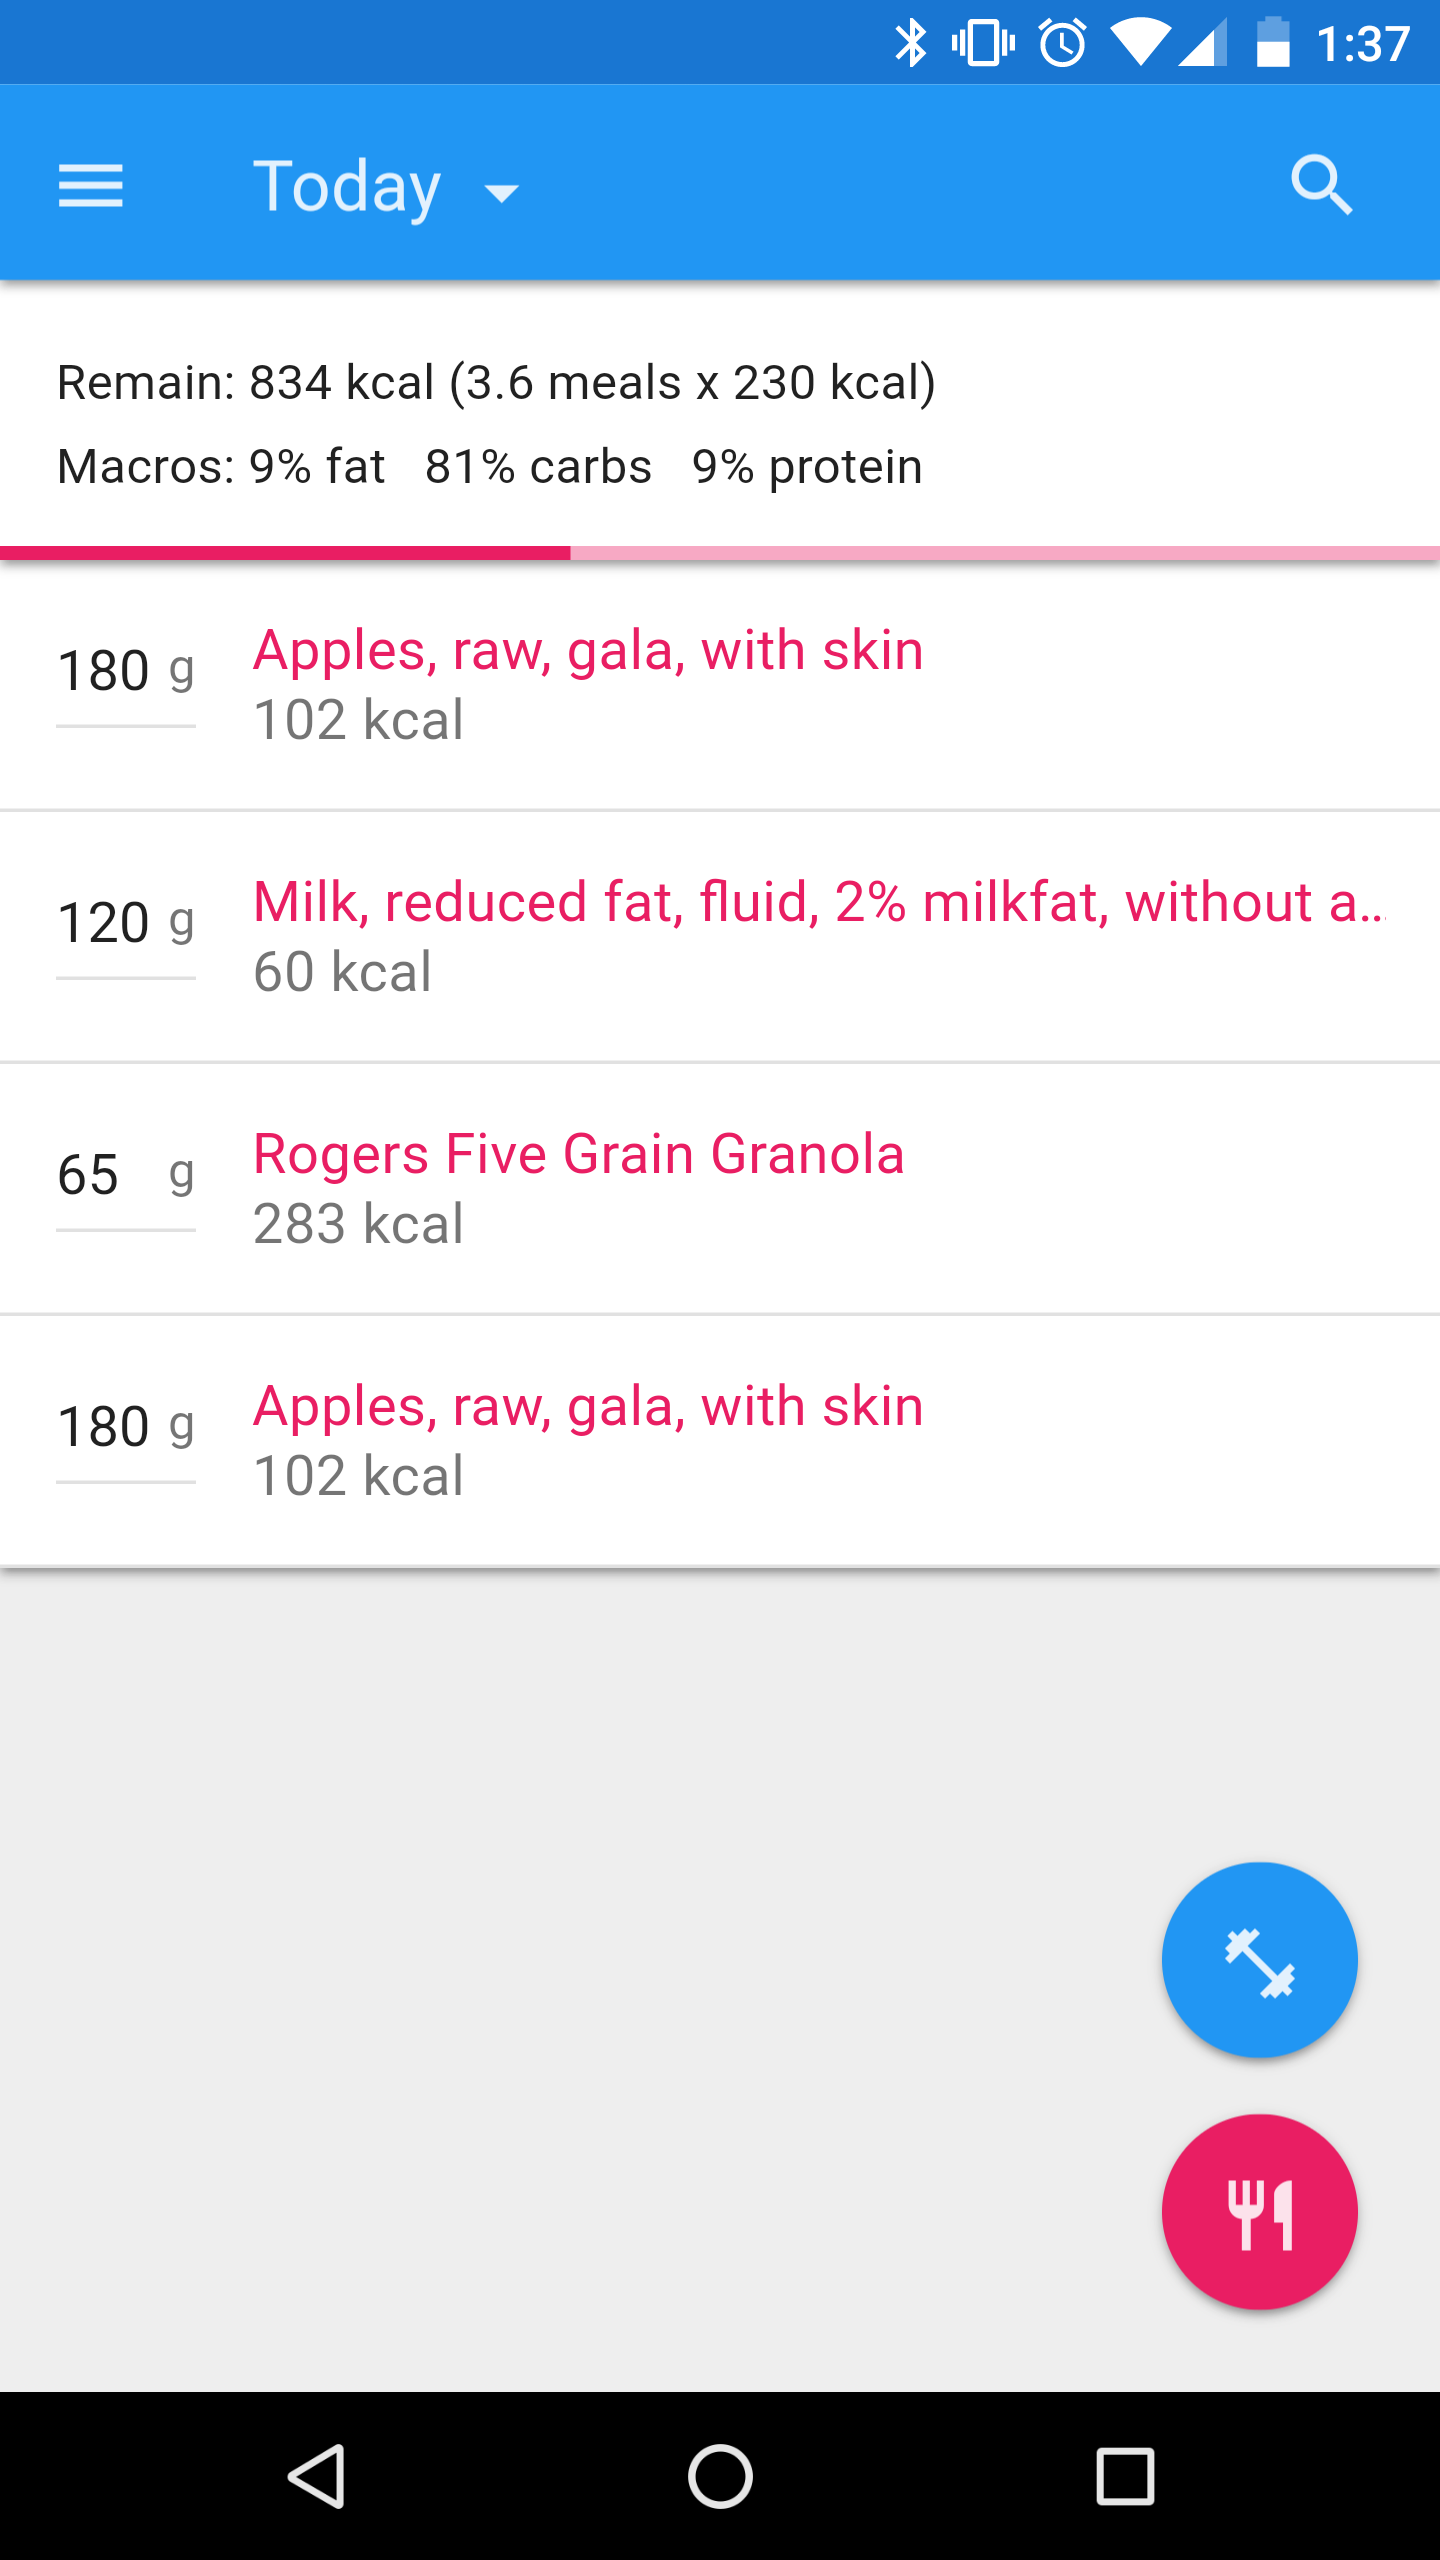 1:37
Today
Remain: 834 kcal (3.6 meals x 230 kcal)
Macros: 9% fat 81% carbs 9% protein
180 g Apples, raw, gala, with skin
102 kcal
120 g Milk, reduced fat, fluid, 2% milkfat, without a...
60 kcal
65 g Rogers Five Grain Granola
283 kcal
180 g Apples, raw, gala, with skin
102 kcal